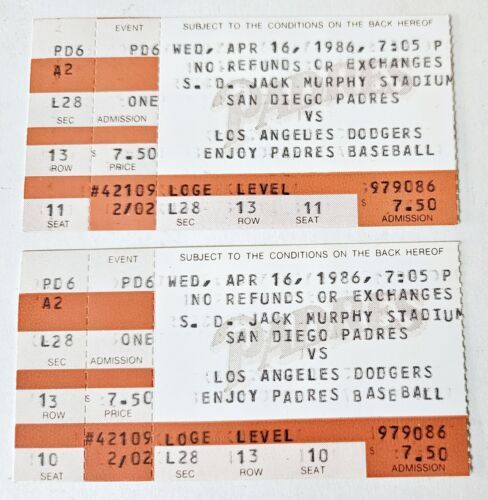 EVENT SUBJECT TO THE CONDITIONS ON THE BACK HEREOF
PD6 PD6 WED, APR 16, 1986, 7:05 P
A2 NO REFUNDS OR EXCHANGES
S. D. JACK MURPHY STADIUM
L28 ONE SAN DIEGO PADRES
SEC ADMISSION VS
LOS ANGELES DODGERS
13 $ 7.50 ENJOY PADRES BASEBALL
ROW PRICE
#42109 LOGE LEVEL 979086
11 2/02 L28 13 11 $ 7.50
SEAT SEC ROW SEAT ADMISSION
EVENT SUBJECT TO THE CONDITIONS ON THE BACK HEREOF
PD6 PD6 WED, APR 16, 1986, 7:05 P
A2 NO REFUNDS OR EXCHANGES
S. D. JACK MURPHY STADIUM
L28 ONE SAN DIEGO PADRES
SEC ADMISSION VS
LOS ANGELES DODGERS
13 $ 7.50 ENJOY PADRES BASEBALL
ROW PRICE
#42109 LOGE LEVEL 979086
10 2/02 L28 13 10 $ 7.50
SEAT SEC ROW SEAT ADMISSION